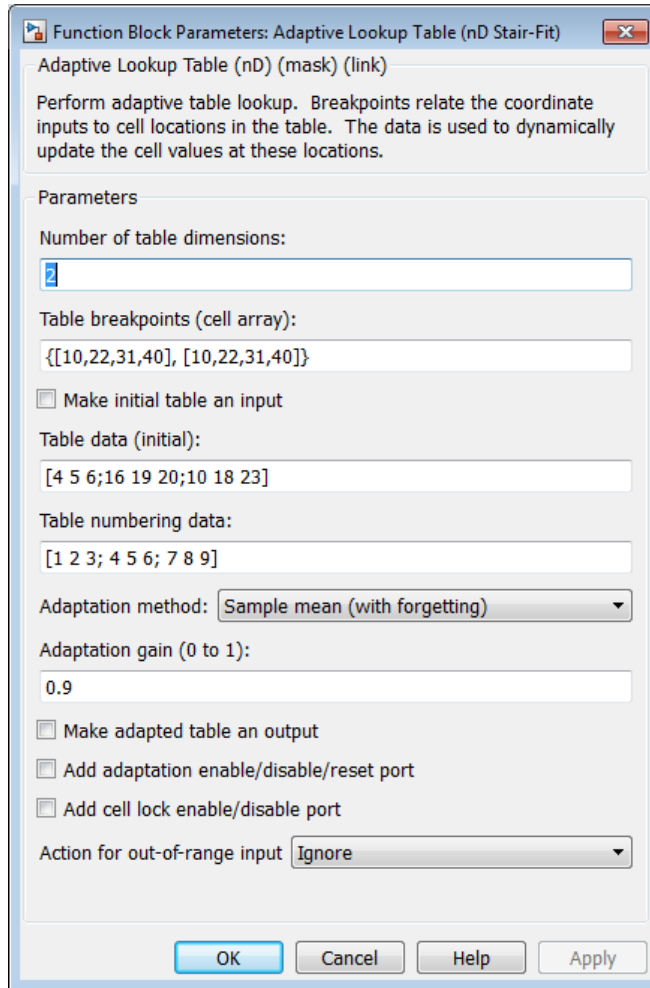 Function Block Parameters: Adaptive Lookup Table (nD Stair-Fit)
Adaptive Lookup Table (nD) (mask) (link)
Perform adaptive table lookup.  Breakpoints relate the coordinate
inputs to cell locations in the table.  The data is used to dynamically
update the cell values at these locations.
Parameters
Number of table dimensions:
2
Table breakpoints (cell array):
{[10,22,31,40], [10,22,31,40]}
Make initial table an input
Table data (initial):
[4 5 6;16 19 20;10 18 23]
Table numbering data:
[1 2 3; 4 5 6; 7 8 9]
Adaptation method: Sample mean (with forgetting)
Adaptation gain (0 to 1):
0.9
Make adapted table an output
Add adaptation enable/disable/reset port
Add cell lock enable/disable port
Action for out-of-range input Ignore
OK Cancel Help Apply